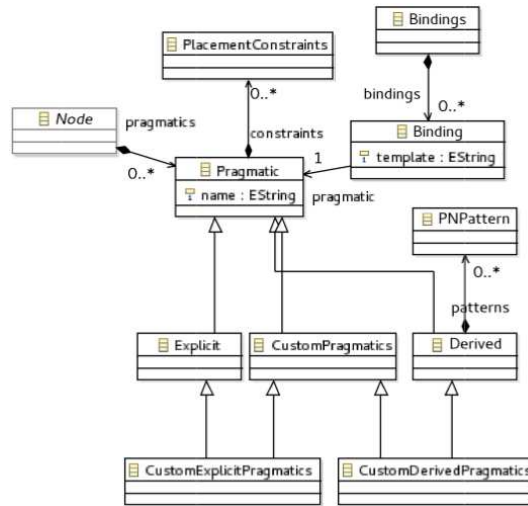 PlacementConstraints
Bindings
0..*
bindings
0..*
Node
pragmatics
constraints
Binding
template : EString
0..*
1
Pragmatic
name : EString
pragmatic
PNPattern
0..*
patterns
Explicit
CustomPragmatics
Derived
CustomExplicitPragmatics
CustomDerivedPragmatics